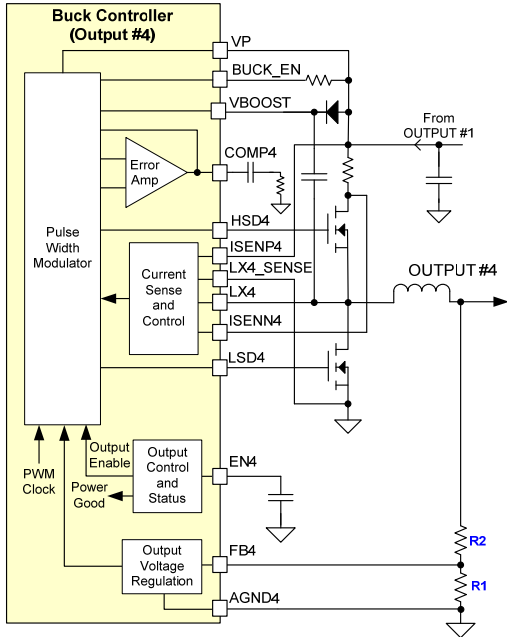 Buck Controller
(Output #4)
VP
BUCK_EN
VBOOST
From
OUTPUT #1
Error
Amp
COMP4
Pulse
Width
Modulator
HSD4
ISENP4
Current
Sense
and
Control
LX4_SENSE
LX4
OUTPUT #4
ISENN4
LSD4
Output
Enable
Output
Control
and
Status
EN4
PWM
Clock
Power
Good
Output
Voltage
Regulation
FB4
R2
R1
AGND4